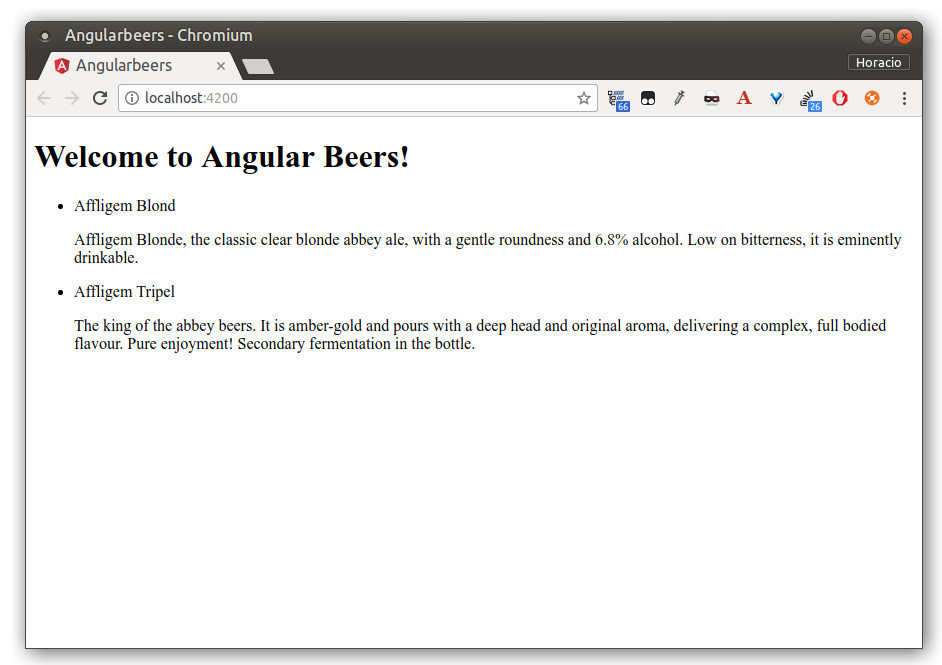 Angularbeers - Chromium
Angularbeers
Horacio
localhost:4200
66
A
26
Welcome to Angular Beers!
Affligem Blond
Affligem Blonde, the classic clear blonde abbey ale, with a gentle roundness and 6.8% alcohol. Low on bitterness, it is eminently
drinkable.
Affligem Tripel
The king of the abbey beers. It is amber-gold and pours with a deep head and original aroma, delivering a complex, full bodied
flavour. Pure enjoyment! Secondary fermentation in the bottle.